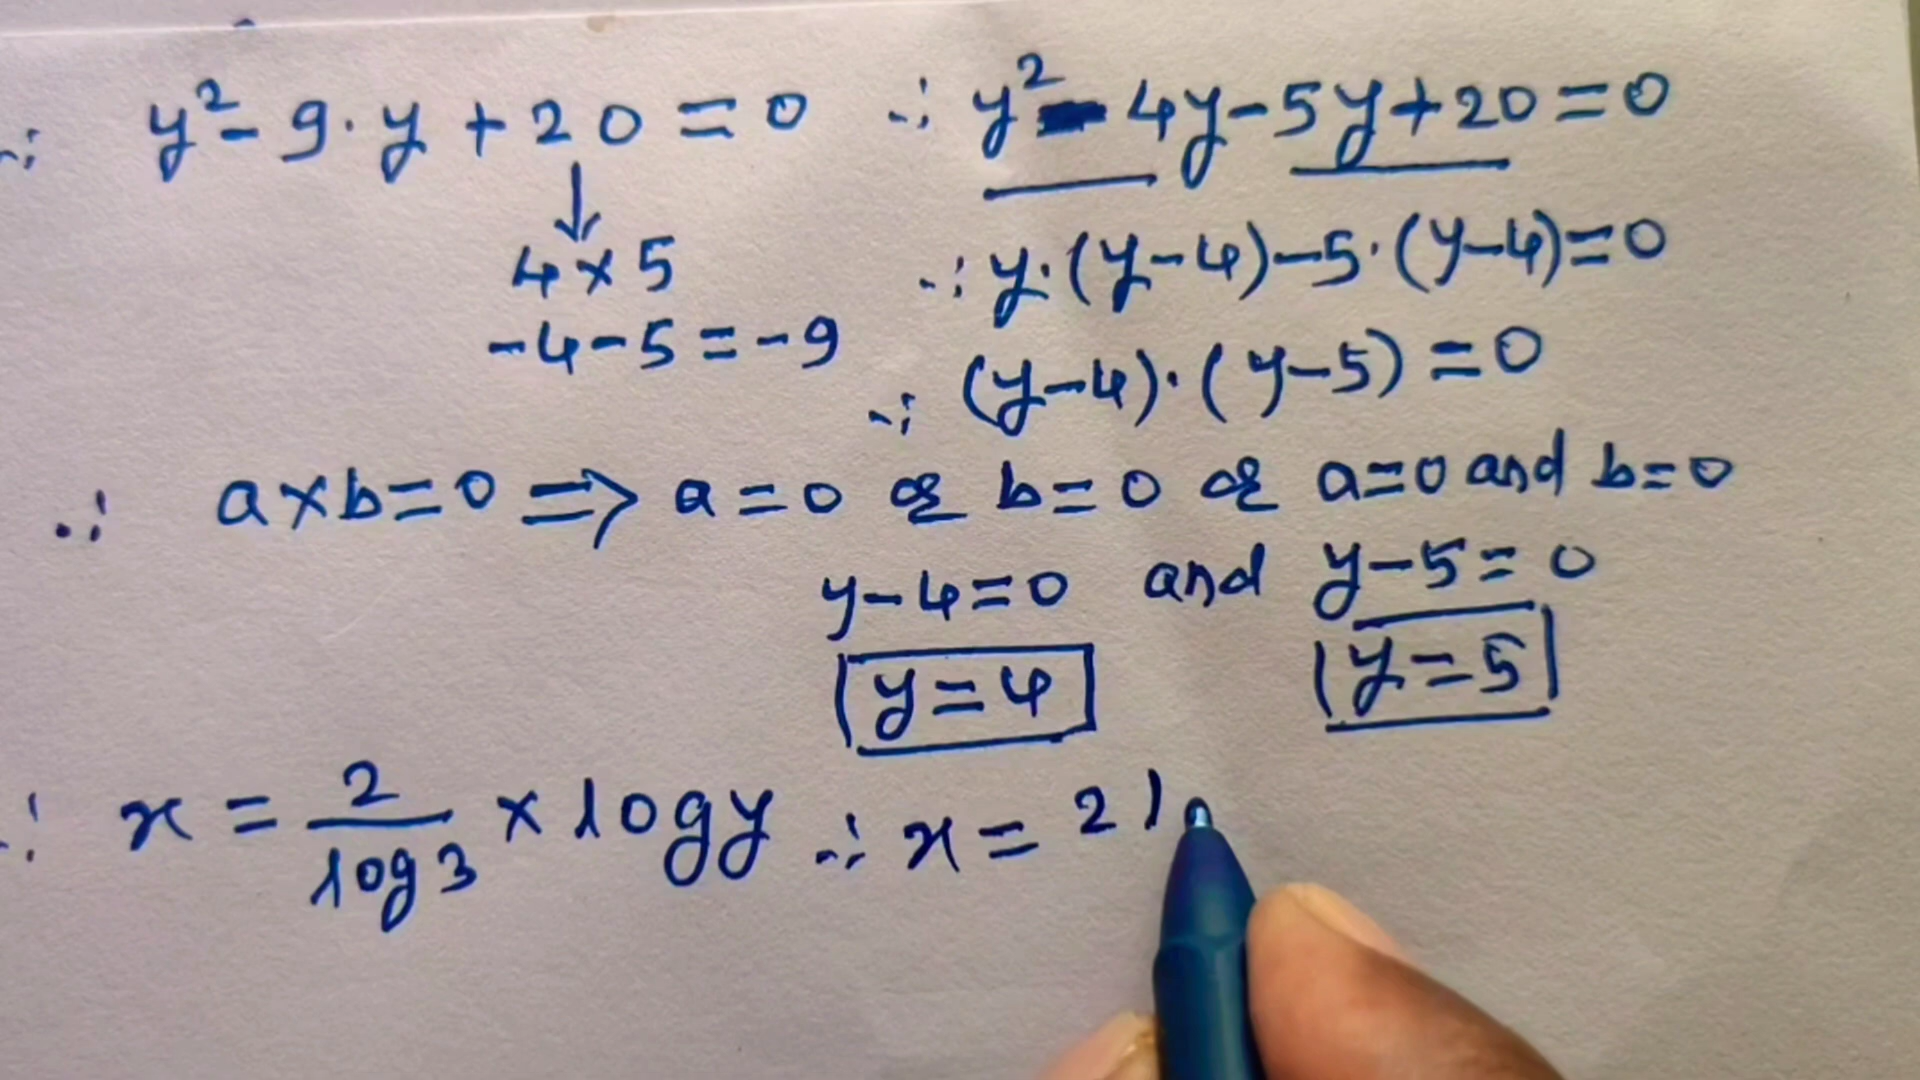 ∴ y² - 9·y + 20 = 0 ∴ y² - 4y - 5y + 20 = 0
↓
4 × 5
-4 - 5 = -9
∴ y·(y-4) - 5·(y-4) = 0
∴ (y-4)·(y-5) = 0
∴ a×b = 0 ⟹ a = 0 or b = 0 or a = 0 and b = 0
y - 4 = 0 and y - 5 = 0
y = 4 y = 5
∴ x = 2/log3 × logy ∴ x = 2 l